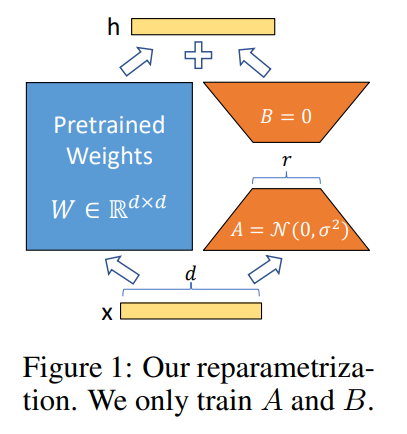 h
Pretrained
Weights
W ∈ ℝ^{d×d}
B = 0
r
A = 𝒩(0, σ²)
d
x
Figure 1: Our reparametriza-
tion. We only train A and B.